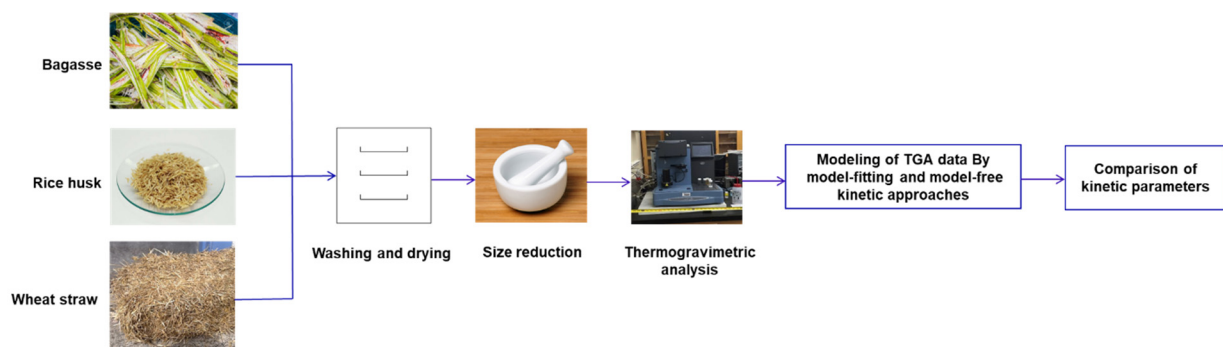 Bagasse
Rice husk
Wheat straw
Washing and drying
Size reduction
Thermogravimetric
analysis
Modeling of TGA data By
model-fitting and model-free
kinetic approaches
Comparison of
kinetic parameters